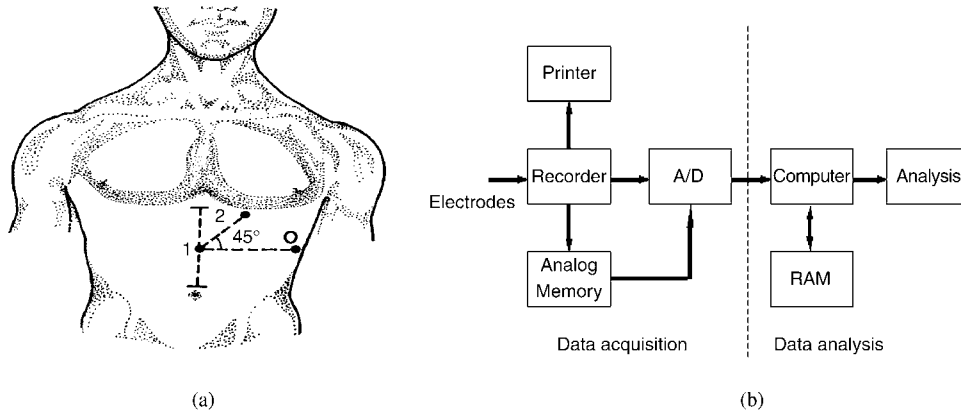 2
1
45°
O
(a)
Printer
Recorder
A/D
Computer
Analysis
Electrodes
Analog
Memory
RAM
Data acquisition
Data analysis
(b)